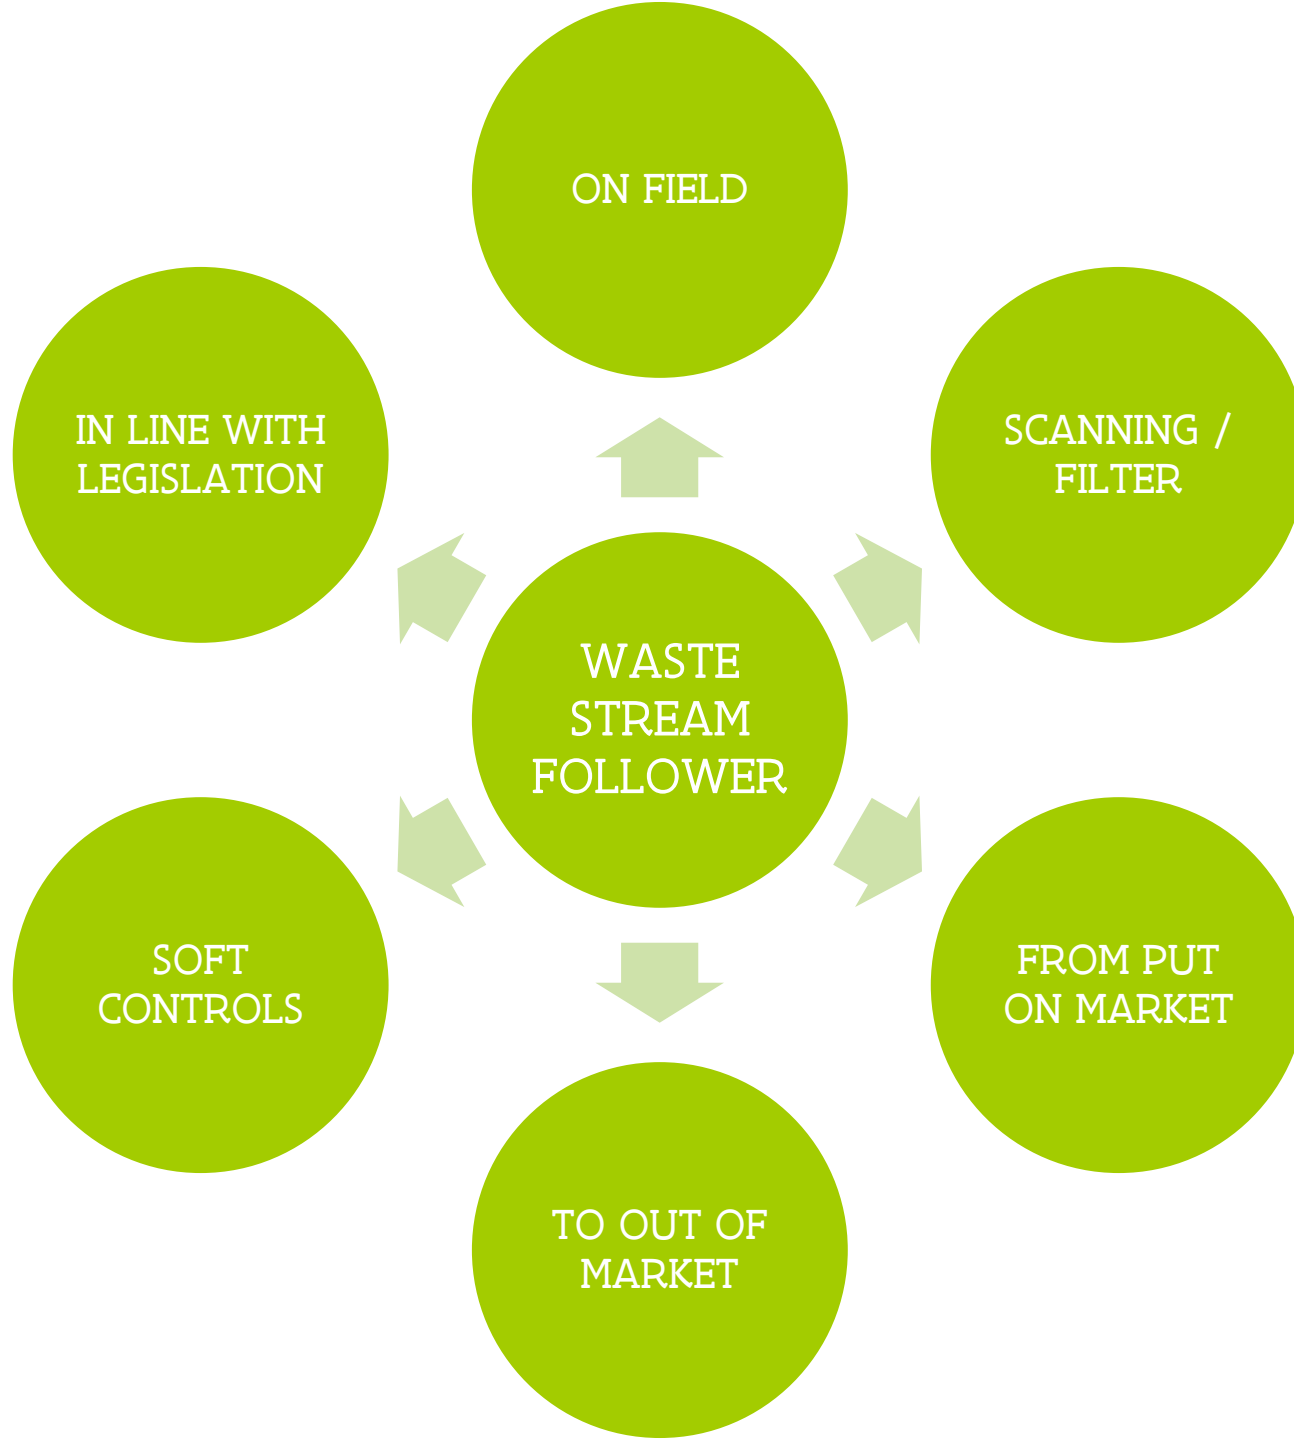 ON FIELD
IN LINE WITH
LEGISLATION
SCANNING /
FILTER
WASTE
STREAM
FOLLOWER
SOFT
CONTROLS
FROM PUT
ON MARKET
TO OUT OF
MARKET